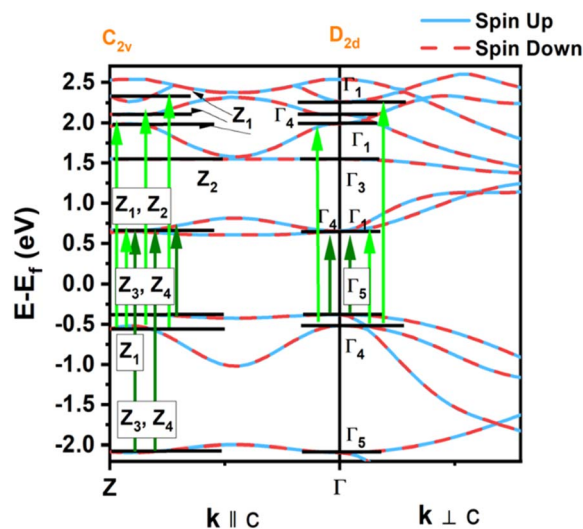 C2v
D2d
Spin Up
Spin Down
E-Ef (eV)
2.5
2.0
1.5
1.0
0.5
0.0
-0.5
-1.0
-1.5
-2.0
Z1
Z2
Z1, Z2
Z3, Z4
Z1
Z3, Z4
Γ1
Γ4
Γ1
Γ3
Γ4
Γ1
Γ5
Γ4
Γ5
Z
Γ
k || c
k ⊥ c